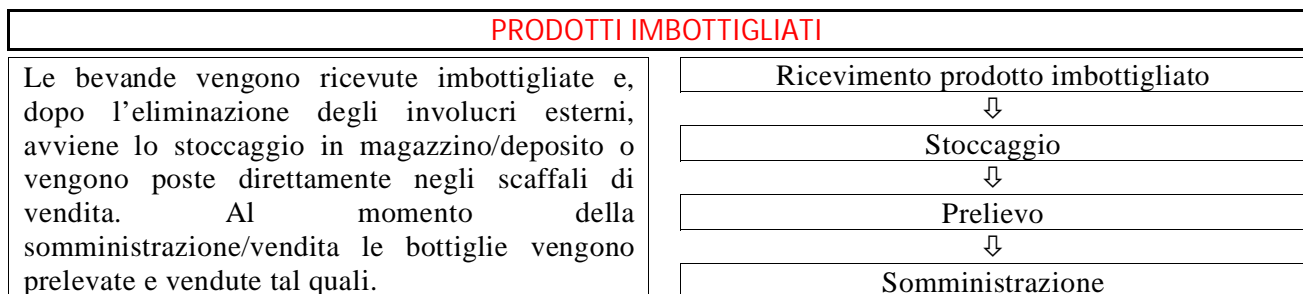 PRODOTTI IMBOTTIGLIATI
Le bevande vengono ricevute imbottigliate e,
dopo l’eliminazione degli involucri esterni,
avviene lo stoccaggio in magazzino/deposito o
vengono poste direttamente negli scaffali di
vendita. Al momento della
somministrazione/vendita le bottiglie vengono
prelevate e vendute tal quali.
Ricevimento prodotto imbottigliato
⇩
Stoccaggio
⇩
Prelievo
⇩
Somministrazione